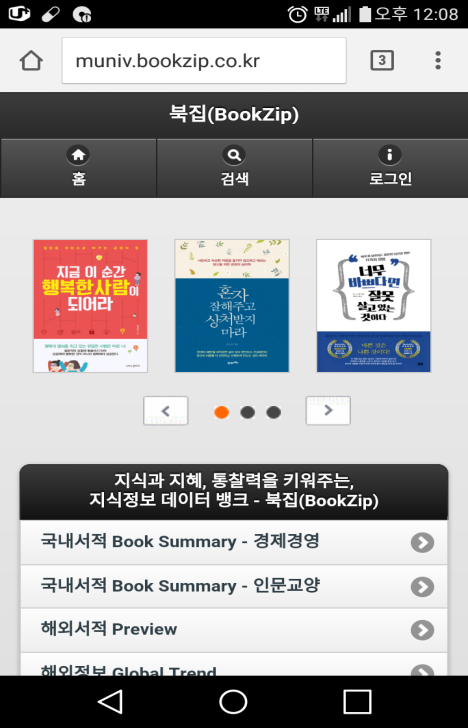 LTE
오후 12:08
muniv.bookzip.co.kr
3
북집(BookZip)
홈
검색
로그인
지금 이 순간
행복한사람이
되어라
혼자
잘해주고
상처받지
마라
너무
바쁘다면
잘못
살고 있는
것이다
지식과 지혜, 통찰력을 키워주는,
지식정보 데이터 뱅크 - 북집(BookZip)
국내서적 Book Summary - 경제경영
국내서적 Book Summary - 인문교양
해외서적 Preview
해외정보 Global Trend